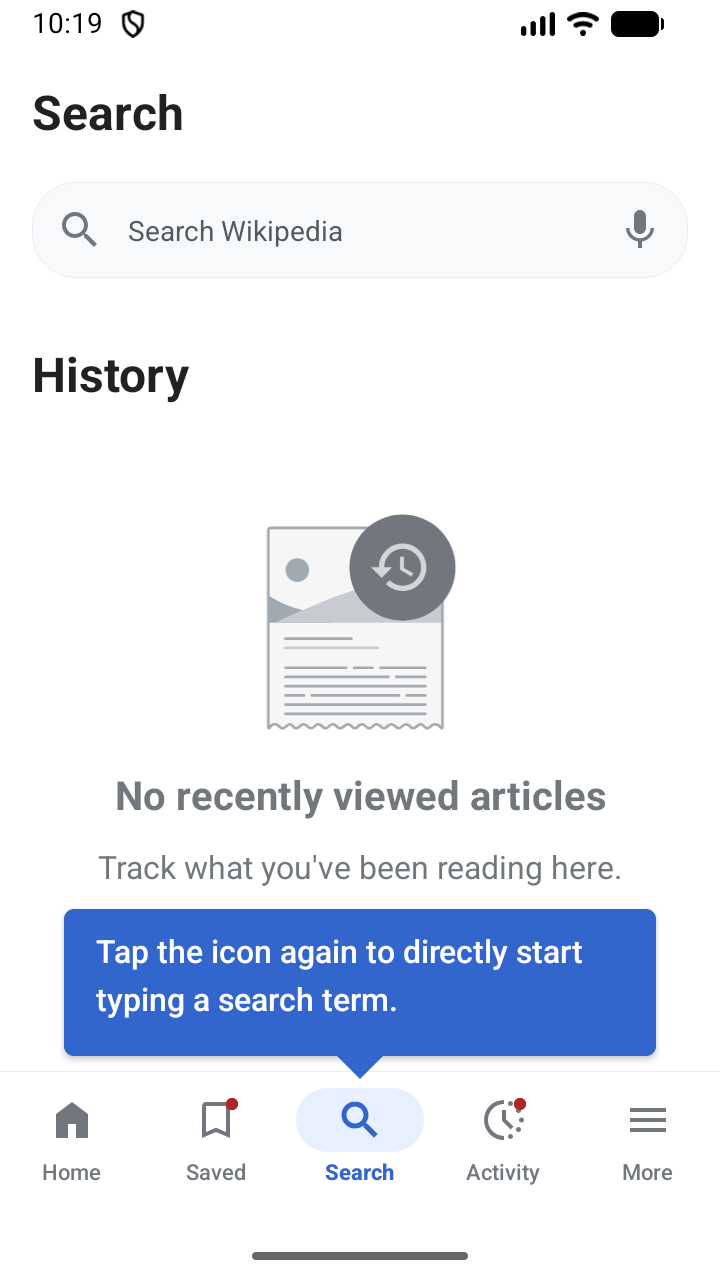 10:19
Search
Search Wikipedia
History
No recently viewed articles
Track what you've been reading here.
Tap the icon again to directly start
typing a search term.
Home
Saved
Search
Activity
More